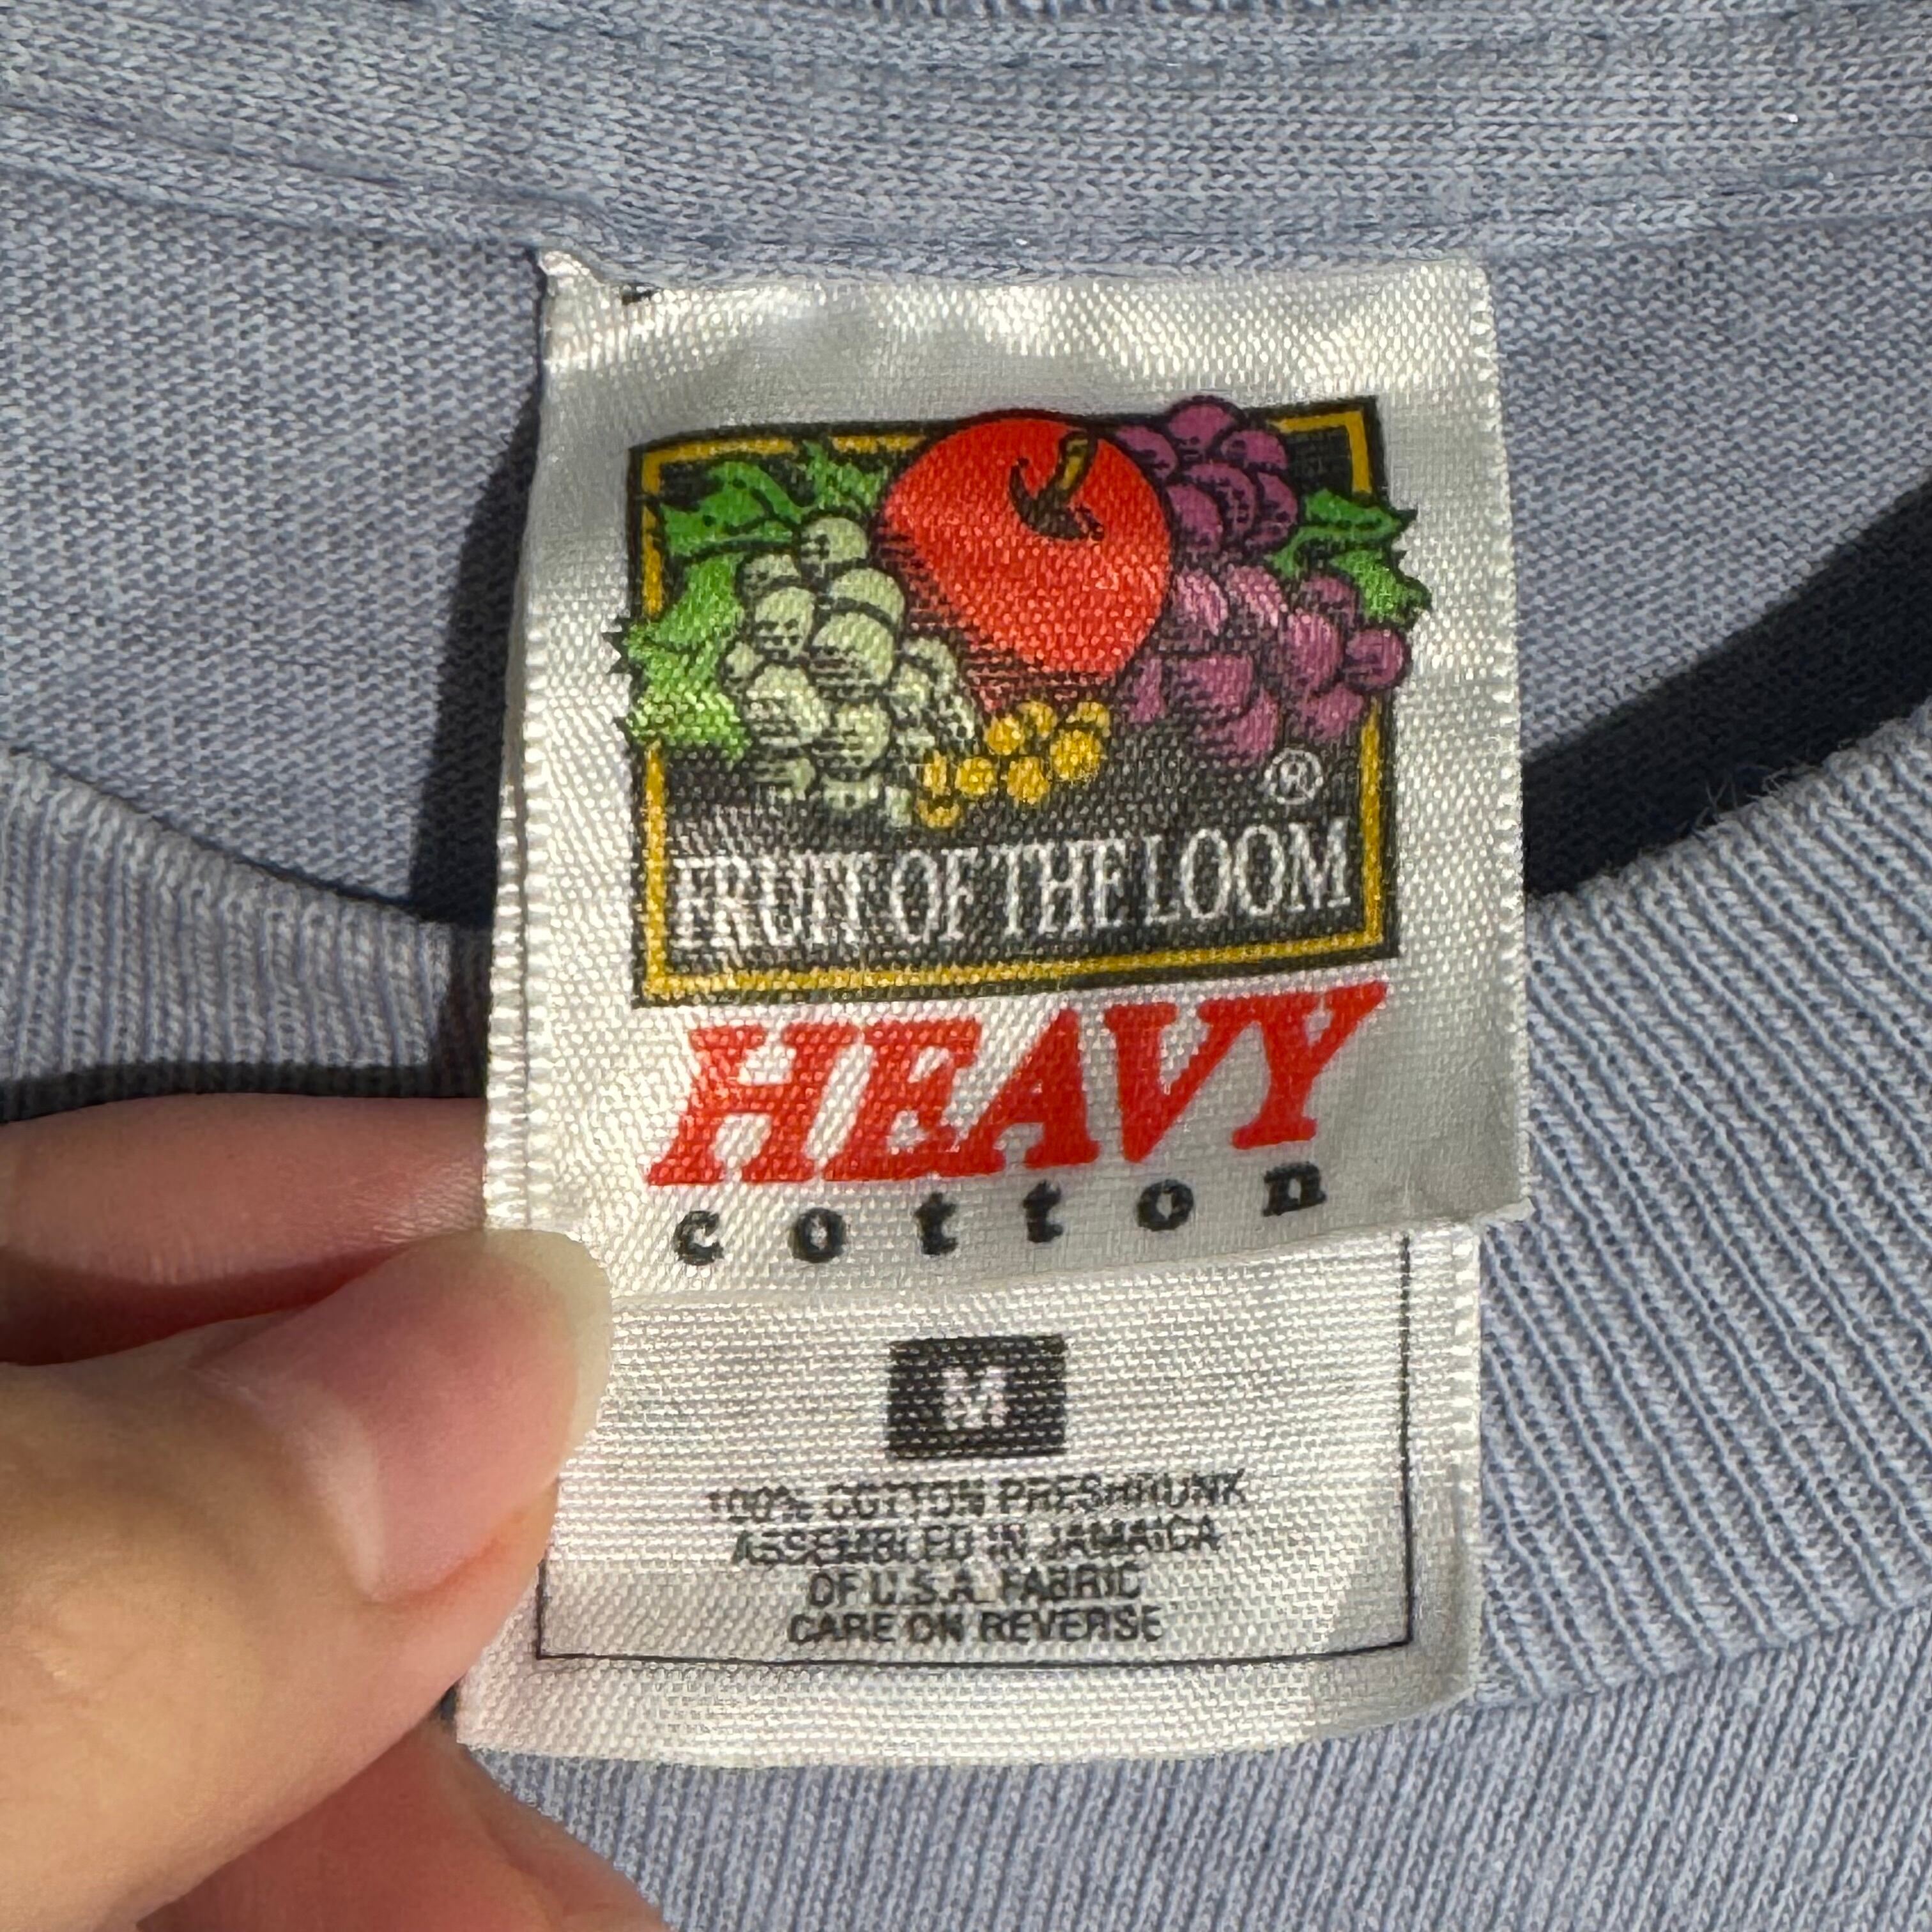 ®
FRUIT OF THE LOOM
HEAVY
cotton
M
100% COTTON PRESHRUNK
ASSEMBLED IN JAMAICA
OF U.S.A. FABRIC
CARE ON REVERSE